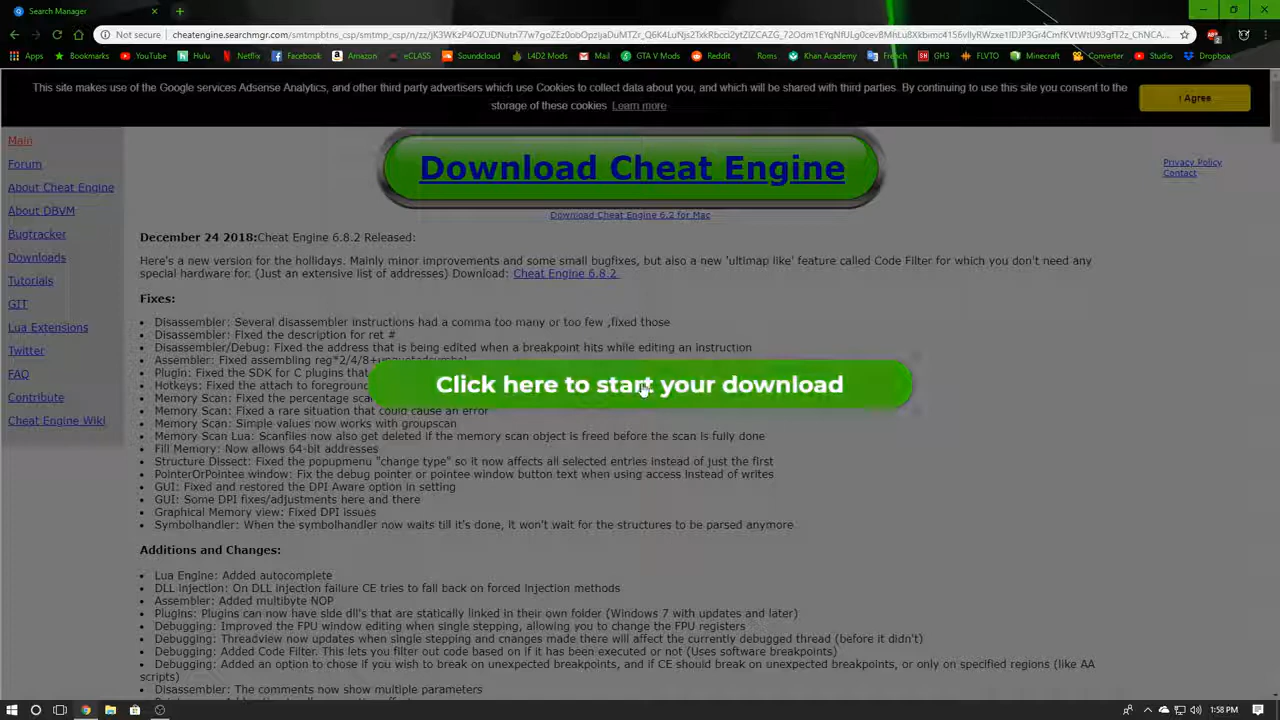 Search Manager
Not secure
Apps Bookmarks YouTube Hulu Netflix Facebook Amazon eCLASS Soundcloud L4D2 Mods Mail GTA V Mods Reddit Roms Khan Academy French GH3 FLVTO Minecraft Converter Studio Dropbox
This site makes use of the Google services Adsense Analytics, and other third party advertisers which use Cookies to collect data about you, and which will be shared with third parties. By continuing to use this site you consent to the
storage of these cookies Learn more
I Agree
Main
Forum
About Cheat Engine
About DBVM
Bugtracker
Downloads
Tutorials
GIT
Lua Extensions
Twitter
FAQ
Contribute
Cheat Engine Wiki
Download Cheat Engine
Download Cheat Engine 6.2 for Mac
Privacy Policy
Contact
December 24 2018:Cheat Engine 6.8.2 Released:
Here's a new version for the hollidays. Mainly minor improvements and some small bugfixes, but also a new 'ultimap like' feature called Code Filter for which you don't need any
special hardware for. (Just an extensive list of addresses) Download: Cheat Engine 6.8.2
Fixes:
Disassembler: Several disassembler instructions had a comma too many or too few ,fixed those
Disassembler: Fixed the description for ret #
Disassembler/Debug: Fixed the address that is being edited when a breakpoint hits while editing an instruction
Assembler: Fixed assembling
Plugin: Fixed the SDK for C plugins that
Hotkeys: Fixed the attach to foreground
Click here to start your download
Memory Scan: Fixed the percentage
Memory Scan: Fixed a rare situation that could cause an error
Memory Scan: Simple values now works with groupscan
Memory Scan Lua: Scanfiles now also get deleted if the memory scan object is freed before the scan is fully done
Fill Memory: Now allows 64-bit addresses
Structure Dissect: Fixed the popupmenu "change type" so it now affects all selected entries instead of just the first
PointerOrPointee window: Fix the debug pointer or pointee window button text when using access instead of writes
GUI: Fixed and restored the DPI Aware option in setting
GUI: Some DPI fixes/adjustments here and there
Graphical Memory view: Fixed DPI issues
Symbolhandler: When the symbolhandler now waits till it's done, it won't wait for the structures to be parsed anymore
Additions and Changes:
Lua Engine: Added autocomplete
DLL injection: On DLL injection failure CE tries to fall back on forced injection methods
Assembler: Added multibyte NOP
Plugins: Plugins can now have side dll's that are statically linked in their own folder (Windows 7 with updates and later)
Debugging: Improved the FPU window editing when single stepping, allowing you to change the FPU registers
Debugging: Threadview now updates when single stepping and changes made there will affect the currently debugged thread (before it didn't)
Debugging: Added Code Filter. This lets you filter out code based on if it has been executed or not (Uses software breakpoints)
Debugging: Added an option to chose if you wish to break on unexpected breakpoints, and if CE should break on unexpected breakpoints, or only on specified regions (like AA
scripts)
Disassembler: The comments now show multiple parameters
1:58 PM